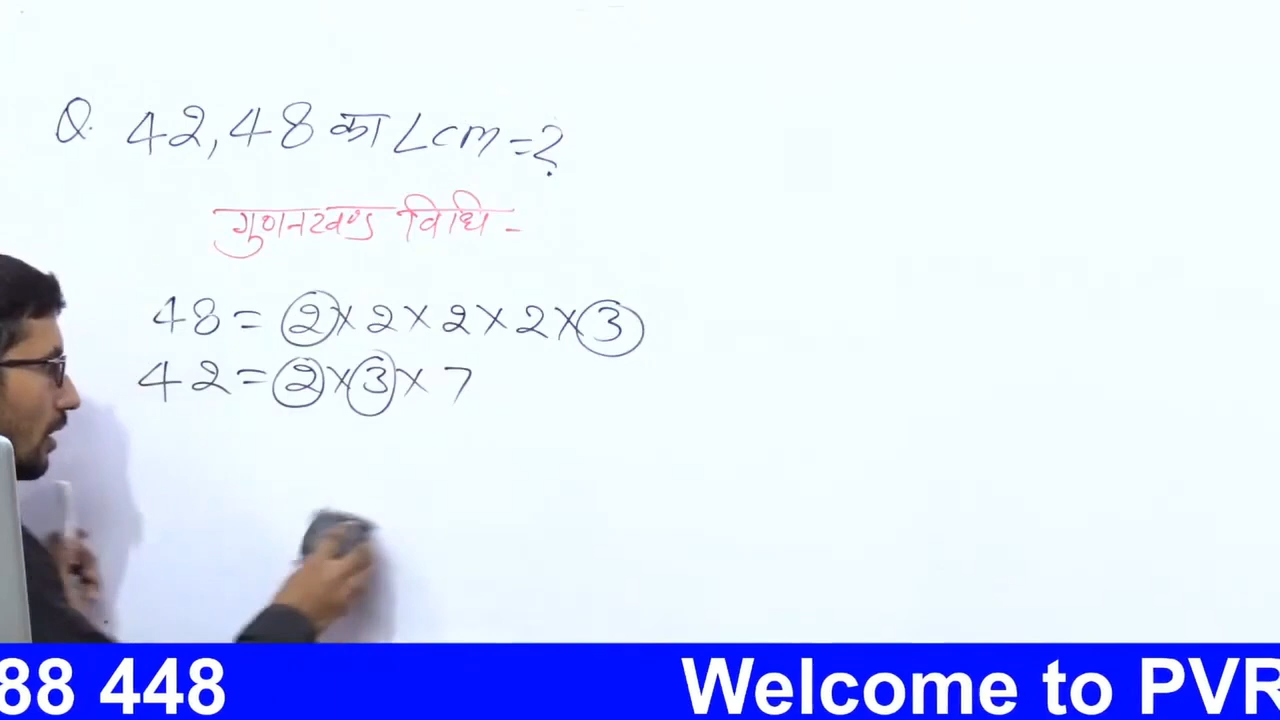 Q. 42, 48 का Lcm = ?
गुणनखण्ड विधि -
48 = 2 × 2 × 2 × 2 × 3
42 = 2 × 3 × 7
88 448 Welcome to PVR